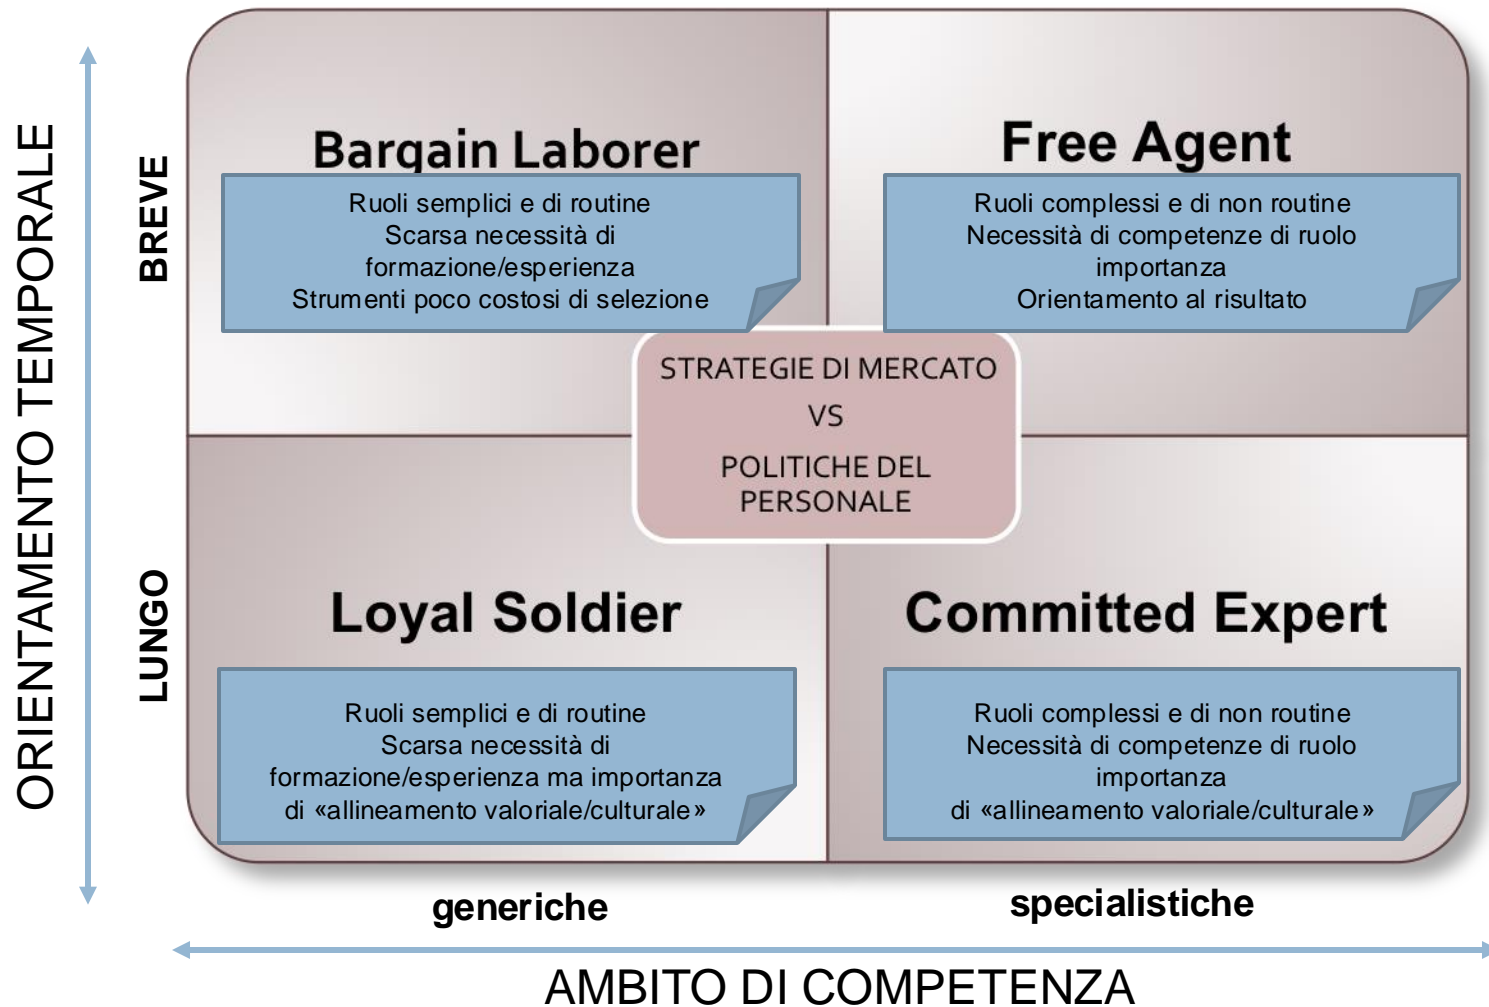 ORIENTAMENTO TEMPORALE
BREVE
LUNGO
Bargain Laborer
Ruoli semplici e di routine
Scarsa necessità di
formazione/esperienza
Strumenti poco costosi di selezione
Free Agent
Ruoli complessi e di non routine
Necessità di competenze di ruolo
importanza
Orientamento al risultato
STRATEGIE DI MERCATO
VS
POLITICHE DEL
PERSONALE
Loyal Soldier
Ruoli semplici e di routine
Scarsa necessità di
formazione/esperienza ma importanza
di «allineamento valoriale/culturale»
Committed Expert
Ruoli complessi e di non routine
Necessità di competenze di ruolo
importanza
di «allineamento valoriale/culturale»
generiche
specialistiche
AMBITO DI COMPETENZA